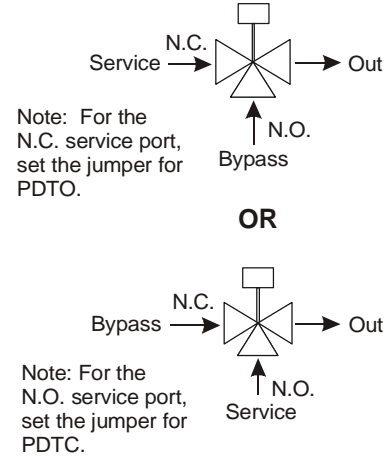 N.C.
Service
Out
Note: For the
N.C. service port,
set the jumper for
PDTO.
N.O.
Bypass
OR
N.C.
Bypass
Out
Note: For the
N.O. service port,
set the jumper for
PDTC.
N.O.
Service